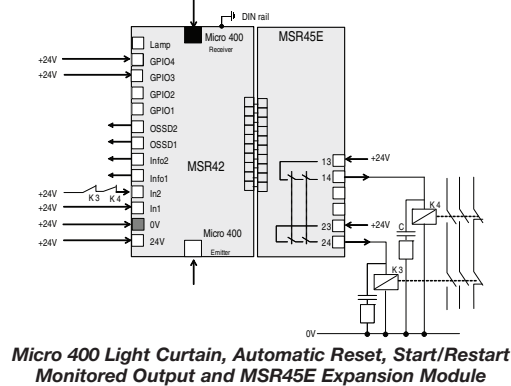 DIN rail
Micro 400
Receiver
MSR45E
Lamp
+24V GPIO4
+24V GPIO3
GPIO2
GPIO1
OSSD2
MSR42
OSSD1
Info2
Info1
+24V K3 K4 In2
+24V In1
+24V 0V
+24V 24V
Micro 400
Emitter
13 +24V
14
23 +24V
24
K4
C
K3
C
0V
Micro 400 Light Curtain, Automatic Reset, Start/Restart
Monitored Output and MSR45E Expansion Module